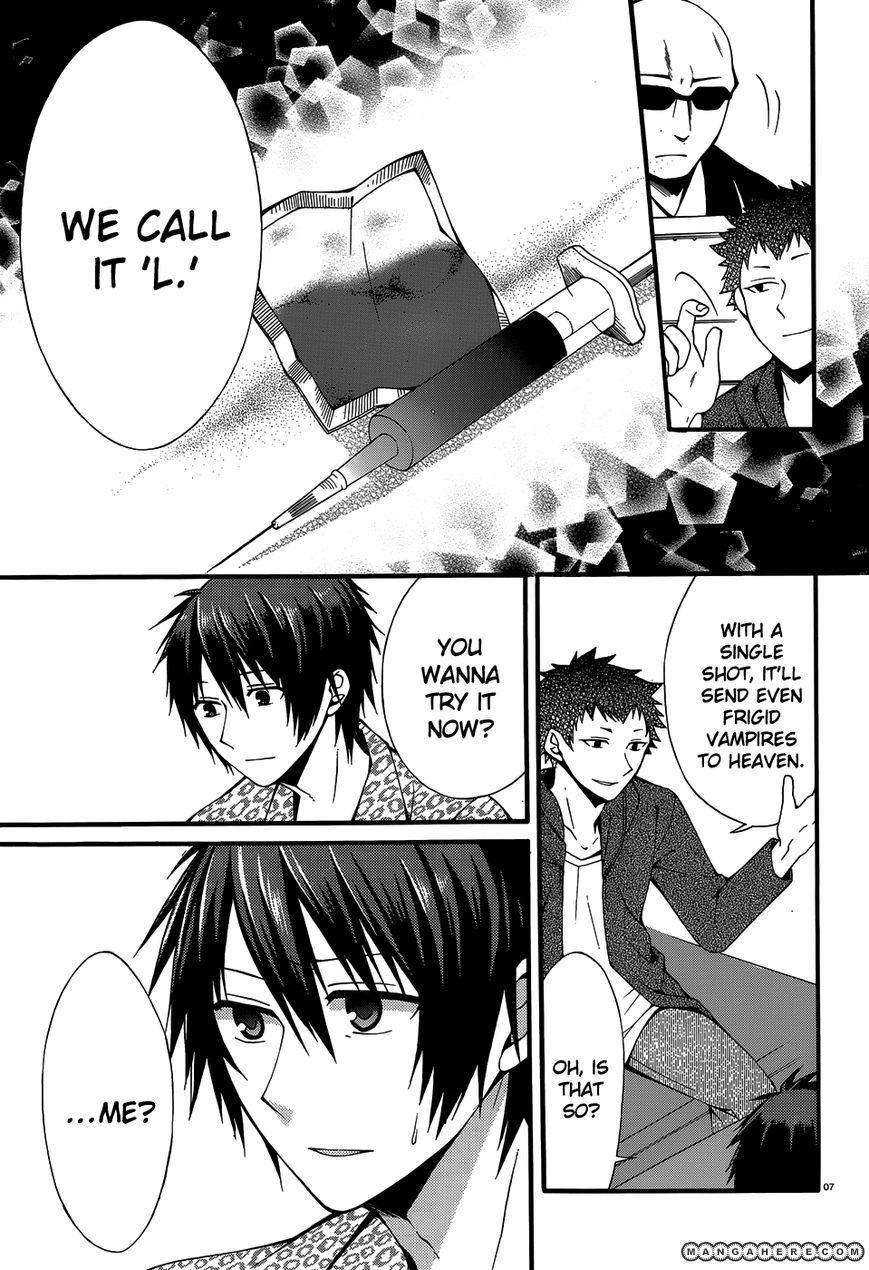 WE CALL
IT 'L.'
WITH A
SINGLE
SHOT, IT'LL
SEND EVEN
FRIGID
VAMPIRES
TO HEAVEN.
OH, IS
THAT
SO?
YOU
WANNA
TRY IT
NOW?
...ME?
07
MANGAHERE.COM